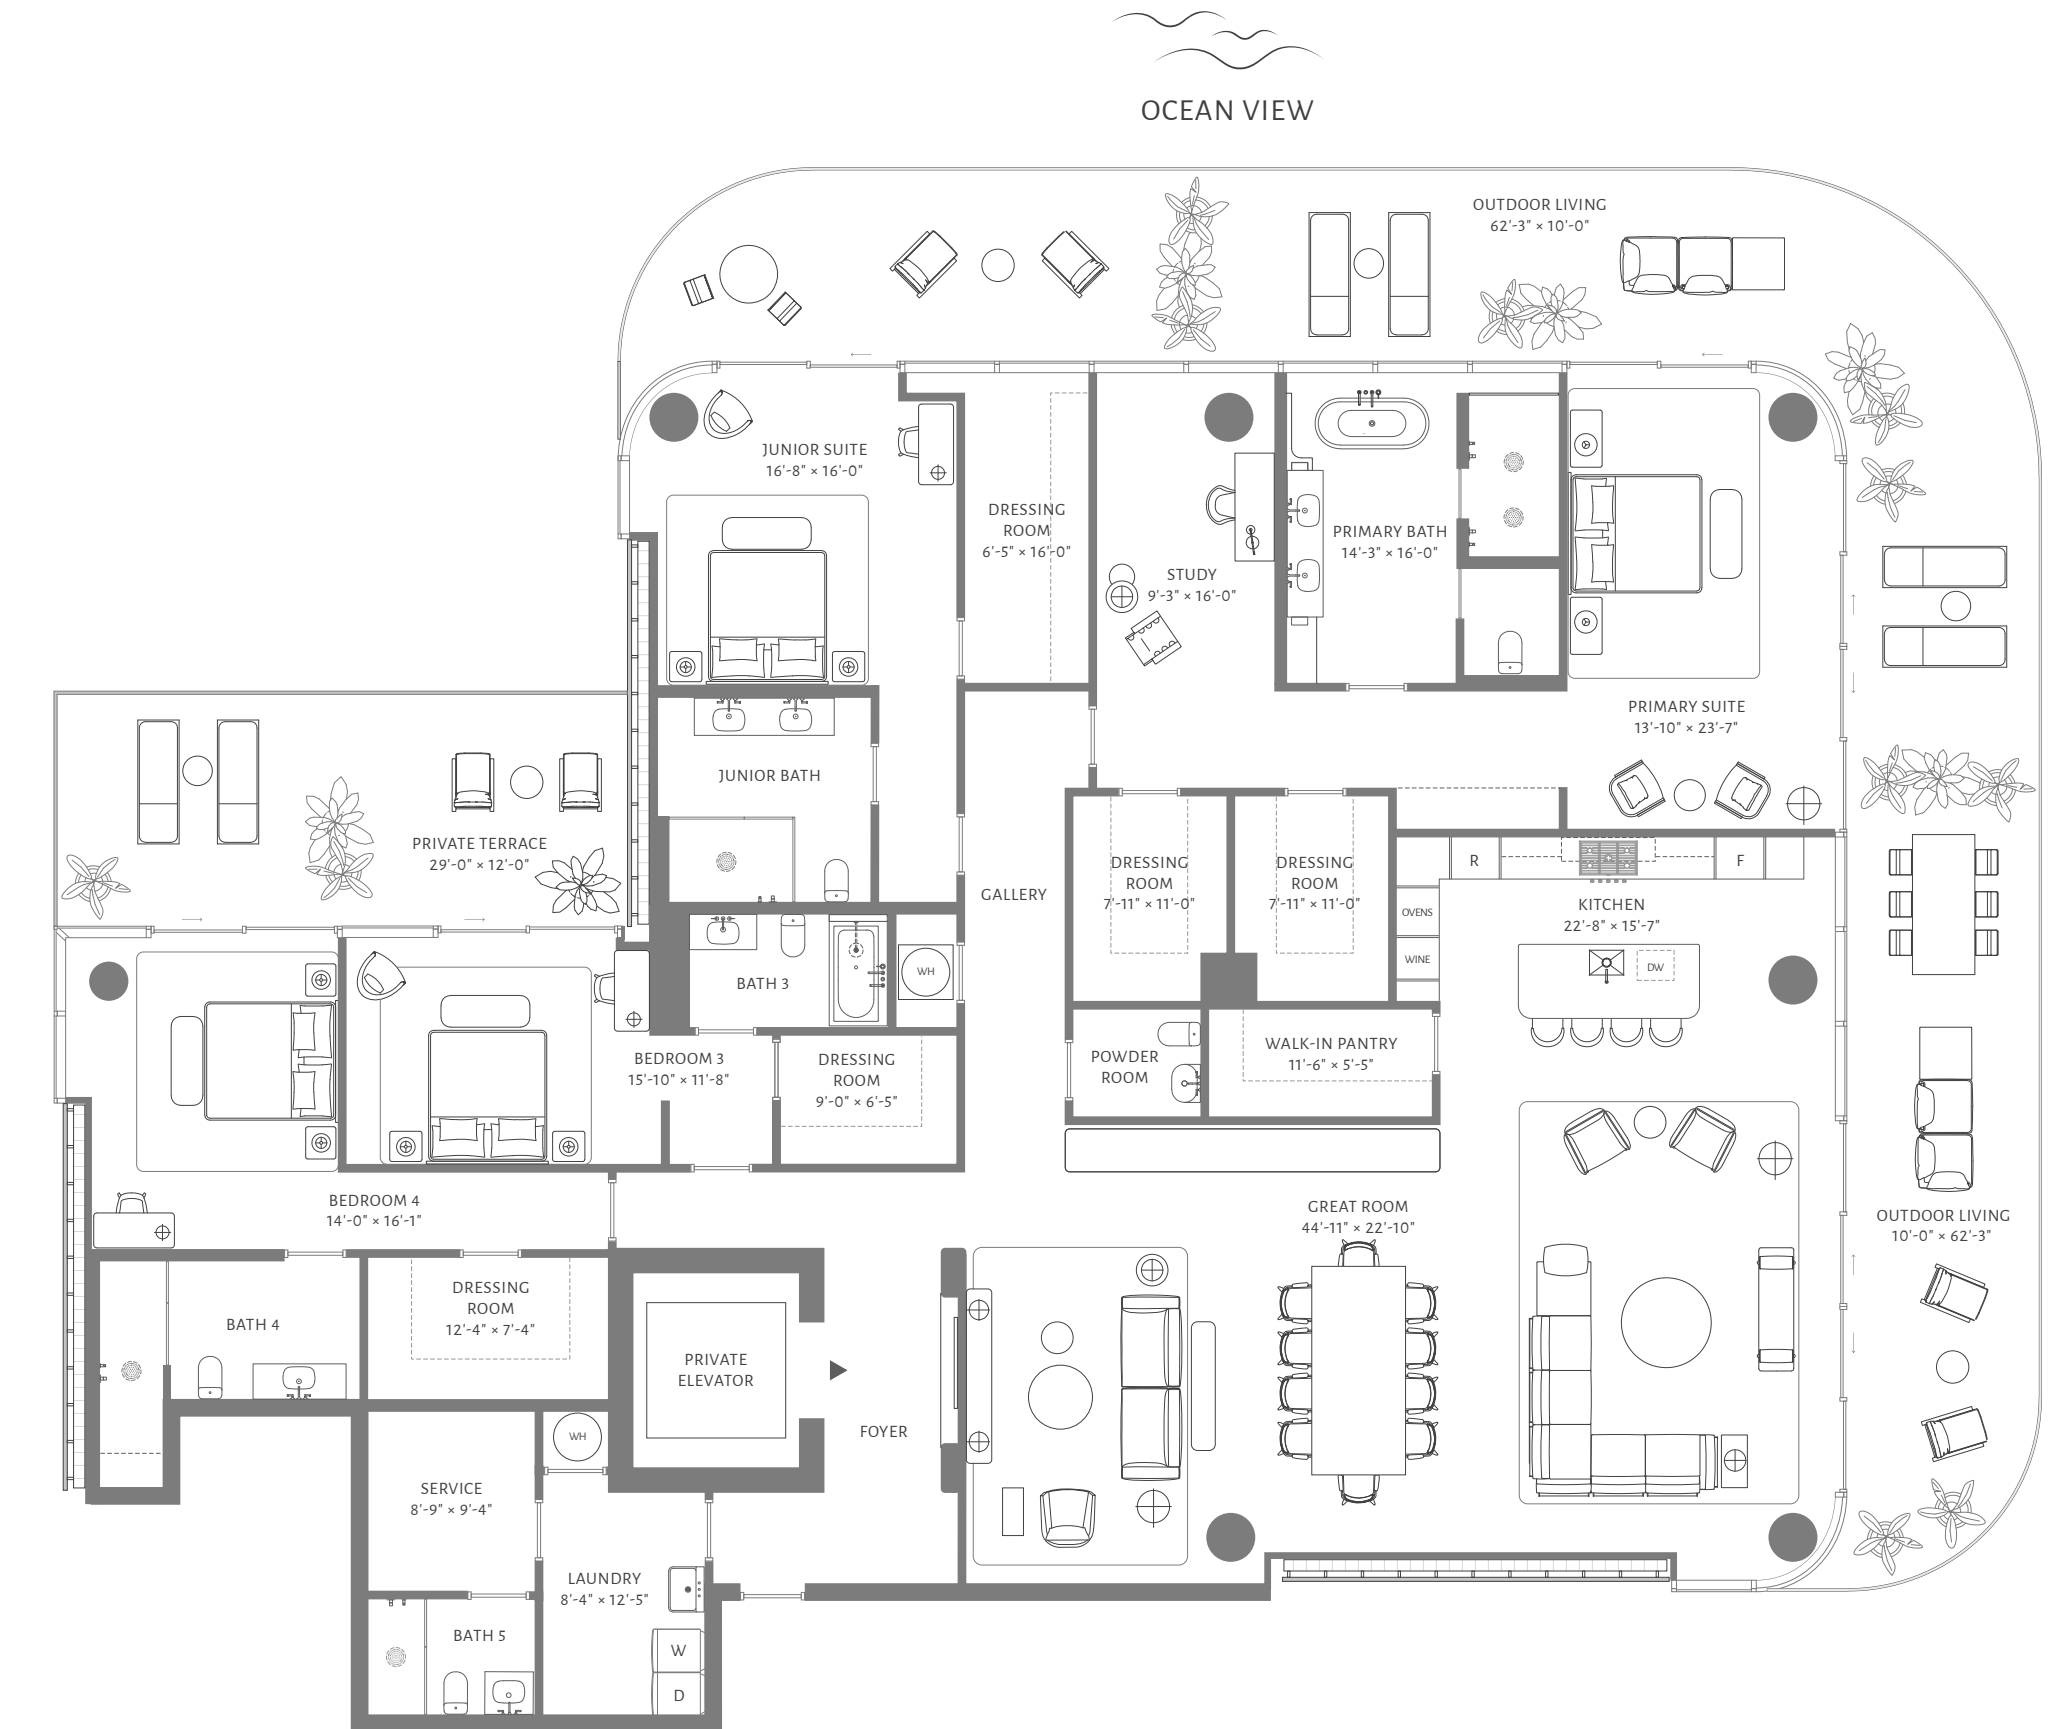 OCEAN VIEW
OUTDOOR LIVING
62'-3" × 10'-0"
JUNIOR SUITE
16'-8" × 16'-0"
DRESSING
ROOM
6'-5" × 16'-0"
STUDY
9'-3" × 16'-0"
PRIMARY BATH
14'-3" × 16'-0"
PRIMARY SUITE
13'-10" × 23'-7"
JUNIOR BATH
PRIVATE TERRACE
29'-0" × 12'-0"
GALLERY
DRESSING
ROOM
7'-11" × 11'-0"
DRESSING
ROOM
7'-11" × 11'-0"
R
F
OVENS
WINE
KITCHEN
22'-8" × 15'-7"
DW
BATH 3
WH
BEDROOM 3
15'-10" × 11'-8"
DRESSING
ROOM
9'-0" × 6'-5"
POWDER
ROOM
WALK-IN PANTRY
11'-6" × 5'-5"
BEDROOM 4
14'-0" × 16'-1"
GREAT ROOM
44'-11" × 22'-10"
OUTDOOR LIVING
10'-0" × 62'-3"
BATH 4
DRESSING
ROOM
12'-4" × 7'-4"
PRIVATE
ELEVATOR
FOYER
WH
SERVICE
8'-9" × 9'-4"
LAUNDRY
8'-4" × 12'-5"
BATH 5
W
D